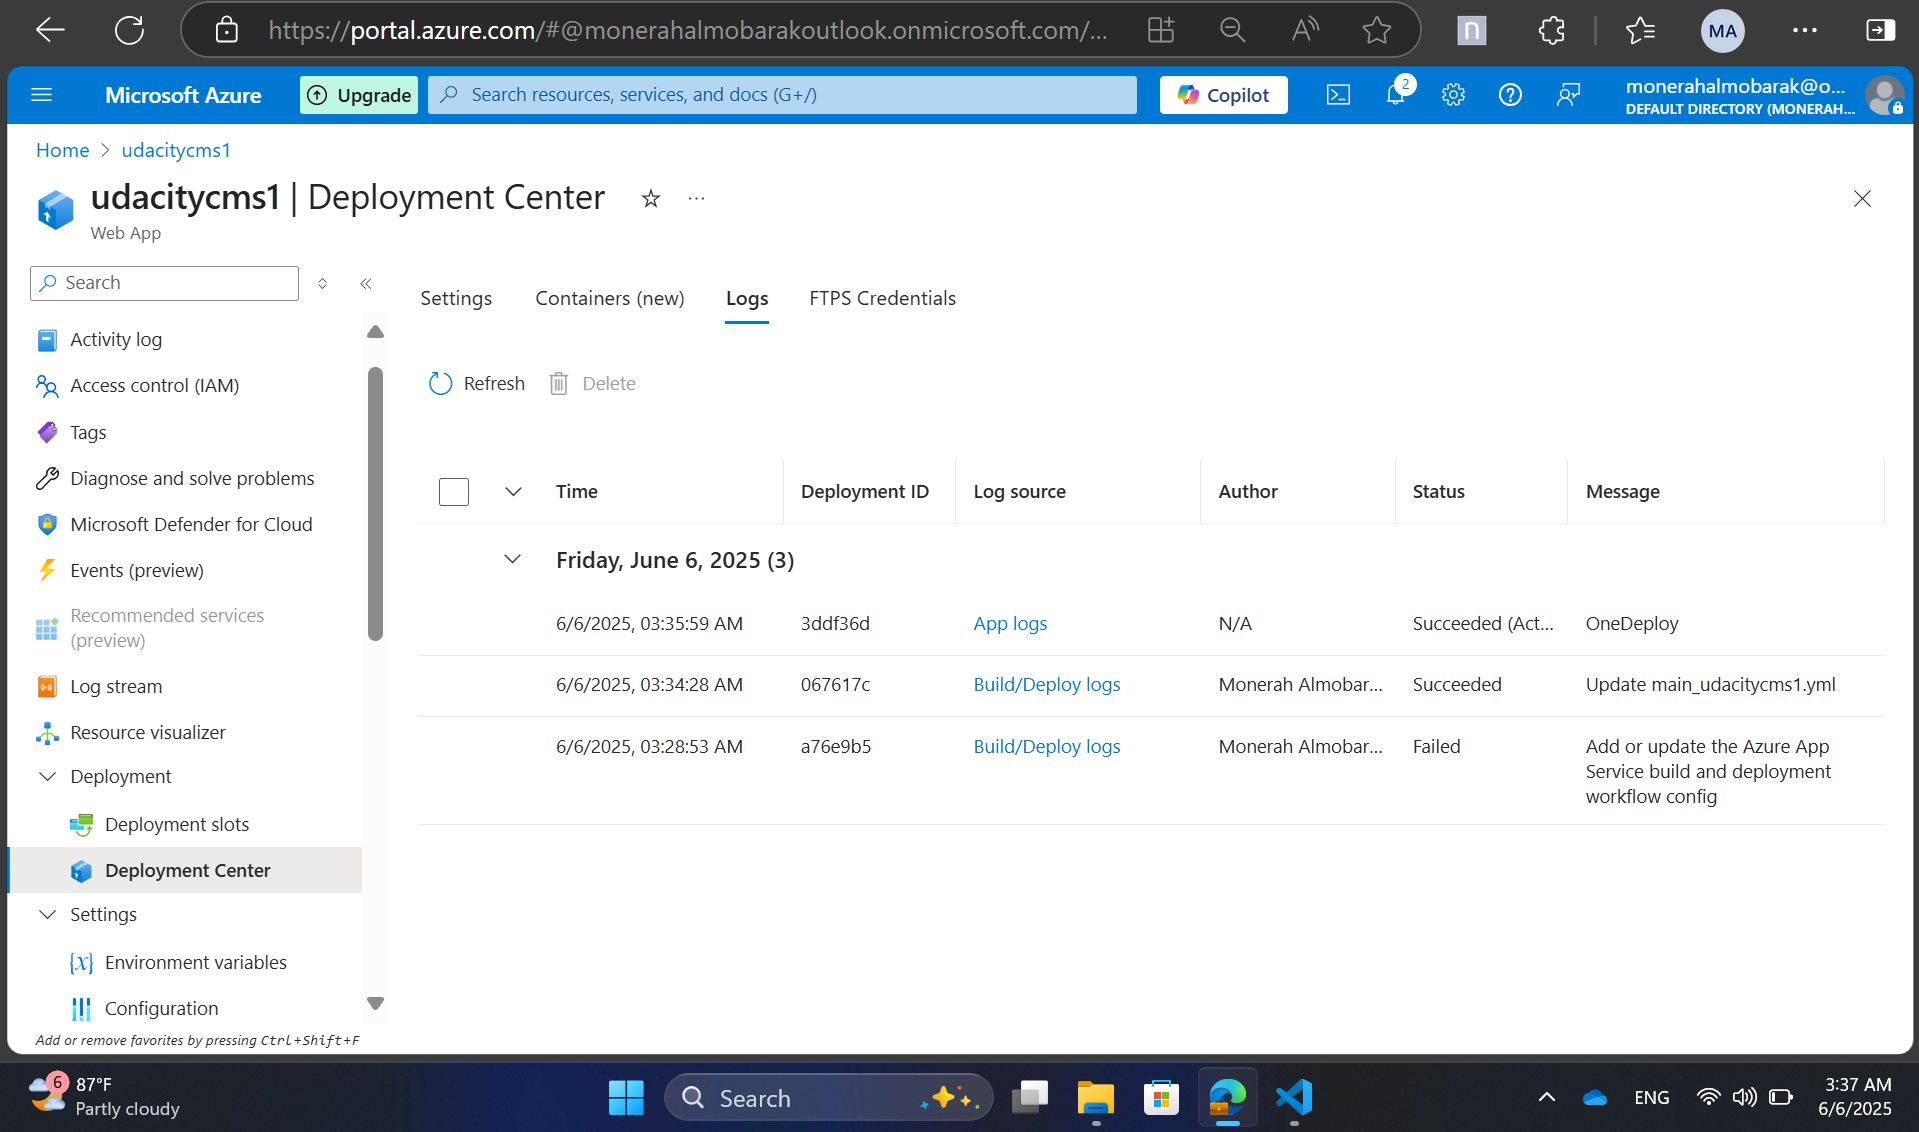 https://portal.azure.com/#@monerahalmobarakoutlook.onmicrosoft.com/...
n
MA
Microsoft Azure
Upgrade
Search resources, services, and docs (G+/)
Copilot
2
monerahalmobarak@o...
DEFAULT DIRECTORY (MONERAH...
Home > udacitycms1
udacitycms1 | Deployment Center
Web App
Search
Activity log
Access control (IAM)
Tags
Diagnose and solve problems
Microsoft Defender for Cloud
Events (preview)
Recommended services
(preview)
Log stream
Resource visualizer
Deployment
Deployment slots
Deployment Center
Settings
Environment variables
Configuration
Add or remove favorites by pressing Ctrl+Shift+F
Settings Containers (new) Logs FTPS Credentials
Refresh Delete
Time Deployment ID Log source Author Status Message
Friday, June 6, 2025 (3)
6/6/2025, 03:35:59 AM 3ddf36d App logs N/A Succeeded (Act... OneDeploy
6/6/2025, 03:34:28 AM 067617c Build/Deploy logs Monerah Almobar... Succeeded Update main_udacitycms1.yml
6/6/2025, 03:28:53 AM a76e9b5 Build/Deploy logs Monerah Almobar... Failed Add or update the Azure App
Service build and deployment
workflow config
6
87°F
Partly cloudy
Search
ENG
3:37 AM
6/6/2025